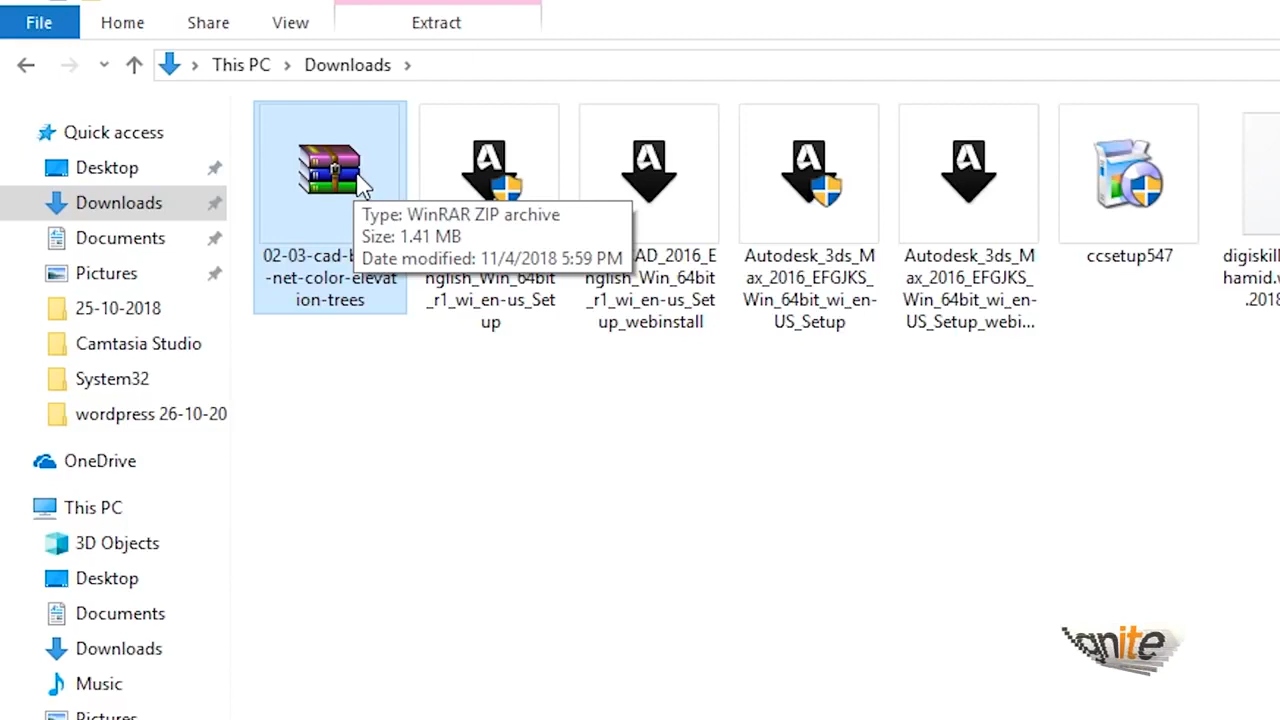 File Home Share View Extract
This PC Downloads
Quick access
Desktop
Downloads
Documents
Pictures
25-10-2018
Camtasia Studio
System32
wordpress 26-10-20
OneDrive
This PC
3D Objects
Desktop
Documents
Downloads
Music
Pictures
02-03-cad-b
-net-color-elevat
ion-trees
Type: WinRAR ZIP archive
Size: 1.41 MB
Date modified: 11/4/2018 5:59 PM
nglish_Win_64bit
_r1_wi_en-us_Set
up
AD_2016_E
nglish_Win_64bit
_r1_wi_en-us_Set
up_webinstall
Autodesk_3ds_M
ax_2016_EFGJKS_
Win_64bit_wi_en-
US_Setup
Autodesk_3ds_M
ax_2016_EFGJKS_
Win_64bit_wi_en-
US_Setup_webi...
ccsetup547
digiskill
hamid.w
.2018
ignite